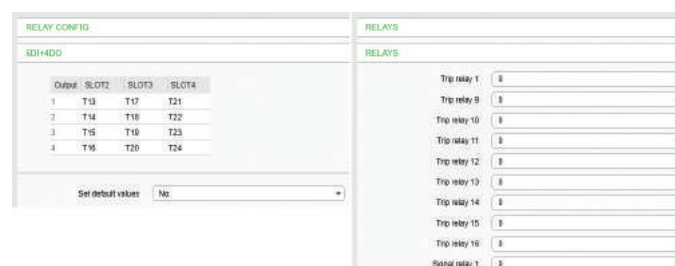 RELAY CONFIG
6DI+4DO
Output SLOT2 SLOT3 SLOT4
1 T13 T17 T21
2 T14 T18 T22
3 T15 T19 T23
4 T16 T20 T24
Set default values No
RELAYS
RELAYS
Trip relay 1
Trip relay 9
Trip relay 10
Trip relay 11
Trip relay 12
Trip relay 13
Trip relay 14
Trip relay 15
Trip relay 16
Signal relay 1